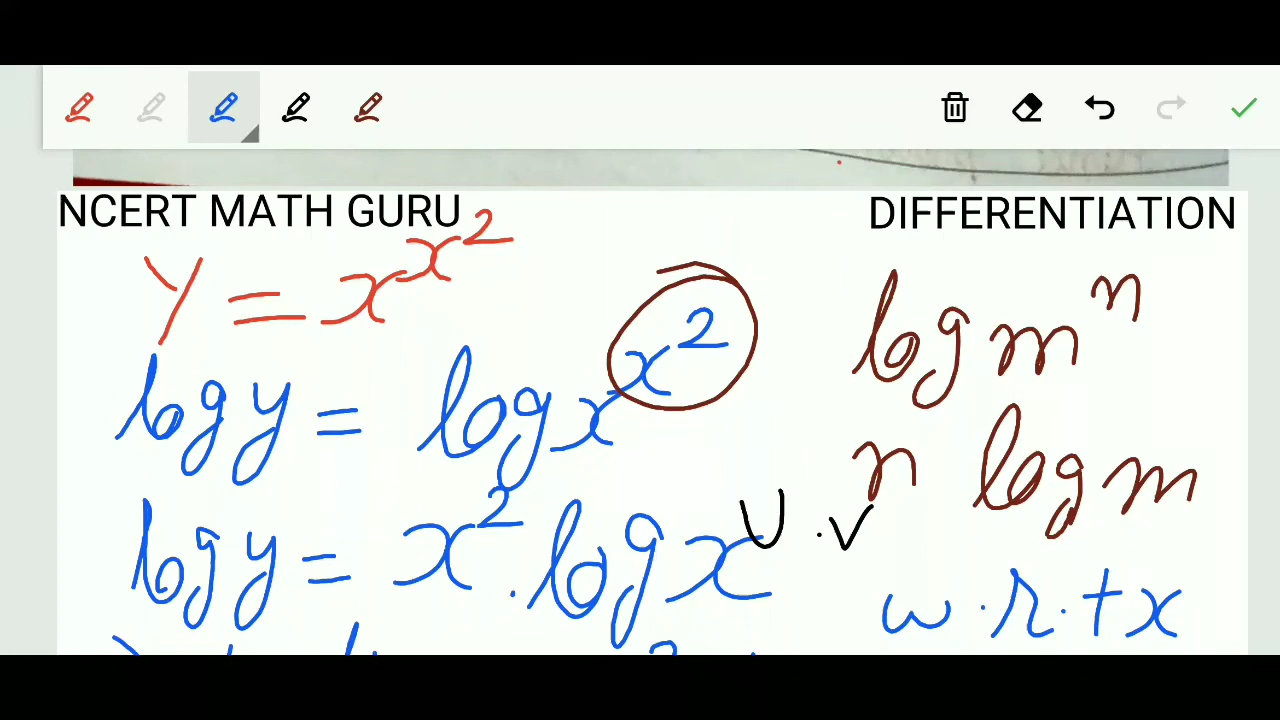 NCERT MATH GURU
DIFFERENTIATION
y = x^x^2
log y = log x^x^2
log m^n
n log m
log y = x^2 . log x
U . V
w.r.t x